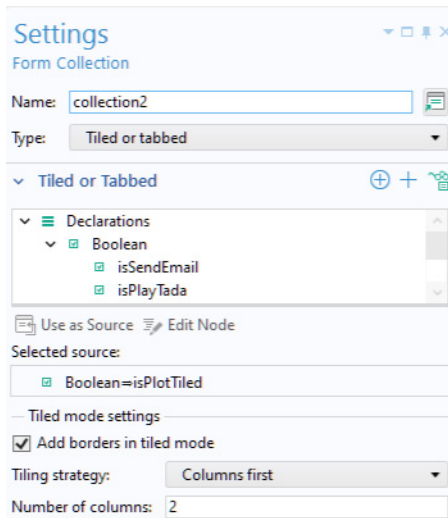 Settings
Form Collection
Name: collection2
Type: Tiled or tabbed
Tiled or Tabbed
Declarations
Boolean
isSendEmail
isPlayTada
Use as Source Edit Node
Selected source:
Boolean=isPlotTiled
Tiled mode settings
Add borders in tiled mode
Tiling strategy: Columns first
Number of columns: 2